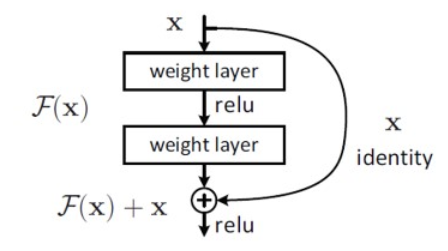 x
weight layer
F(x)
relu
x
weight layer
identity
F(x) + x
relu